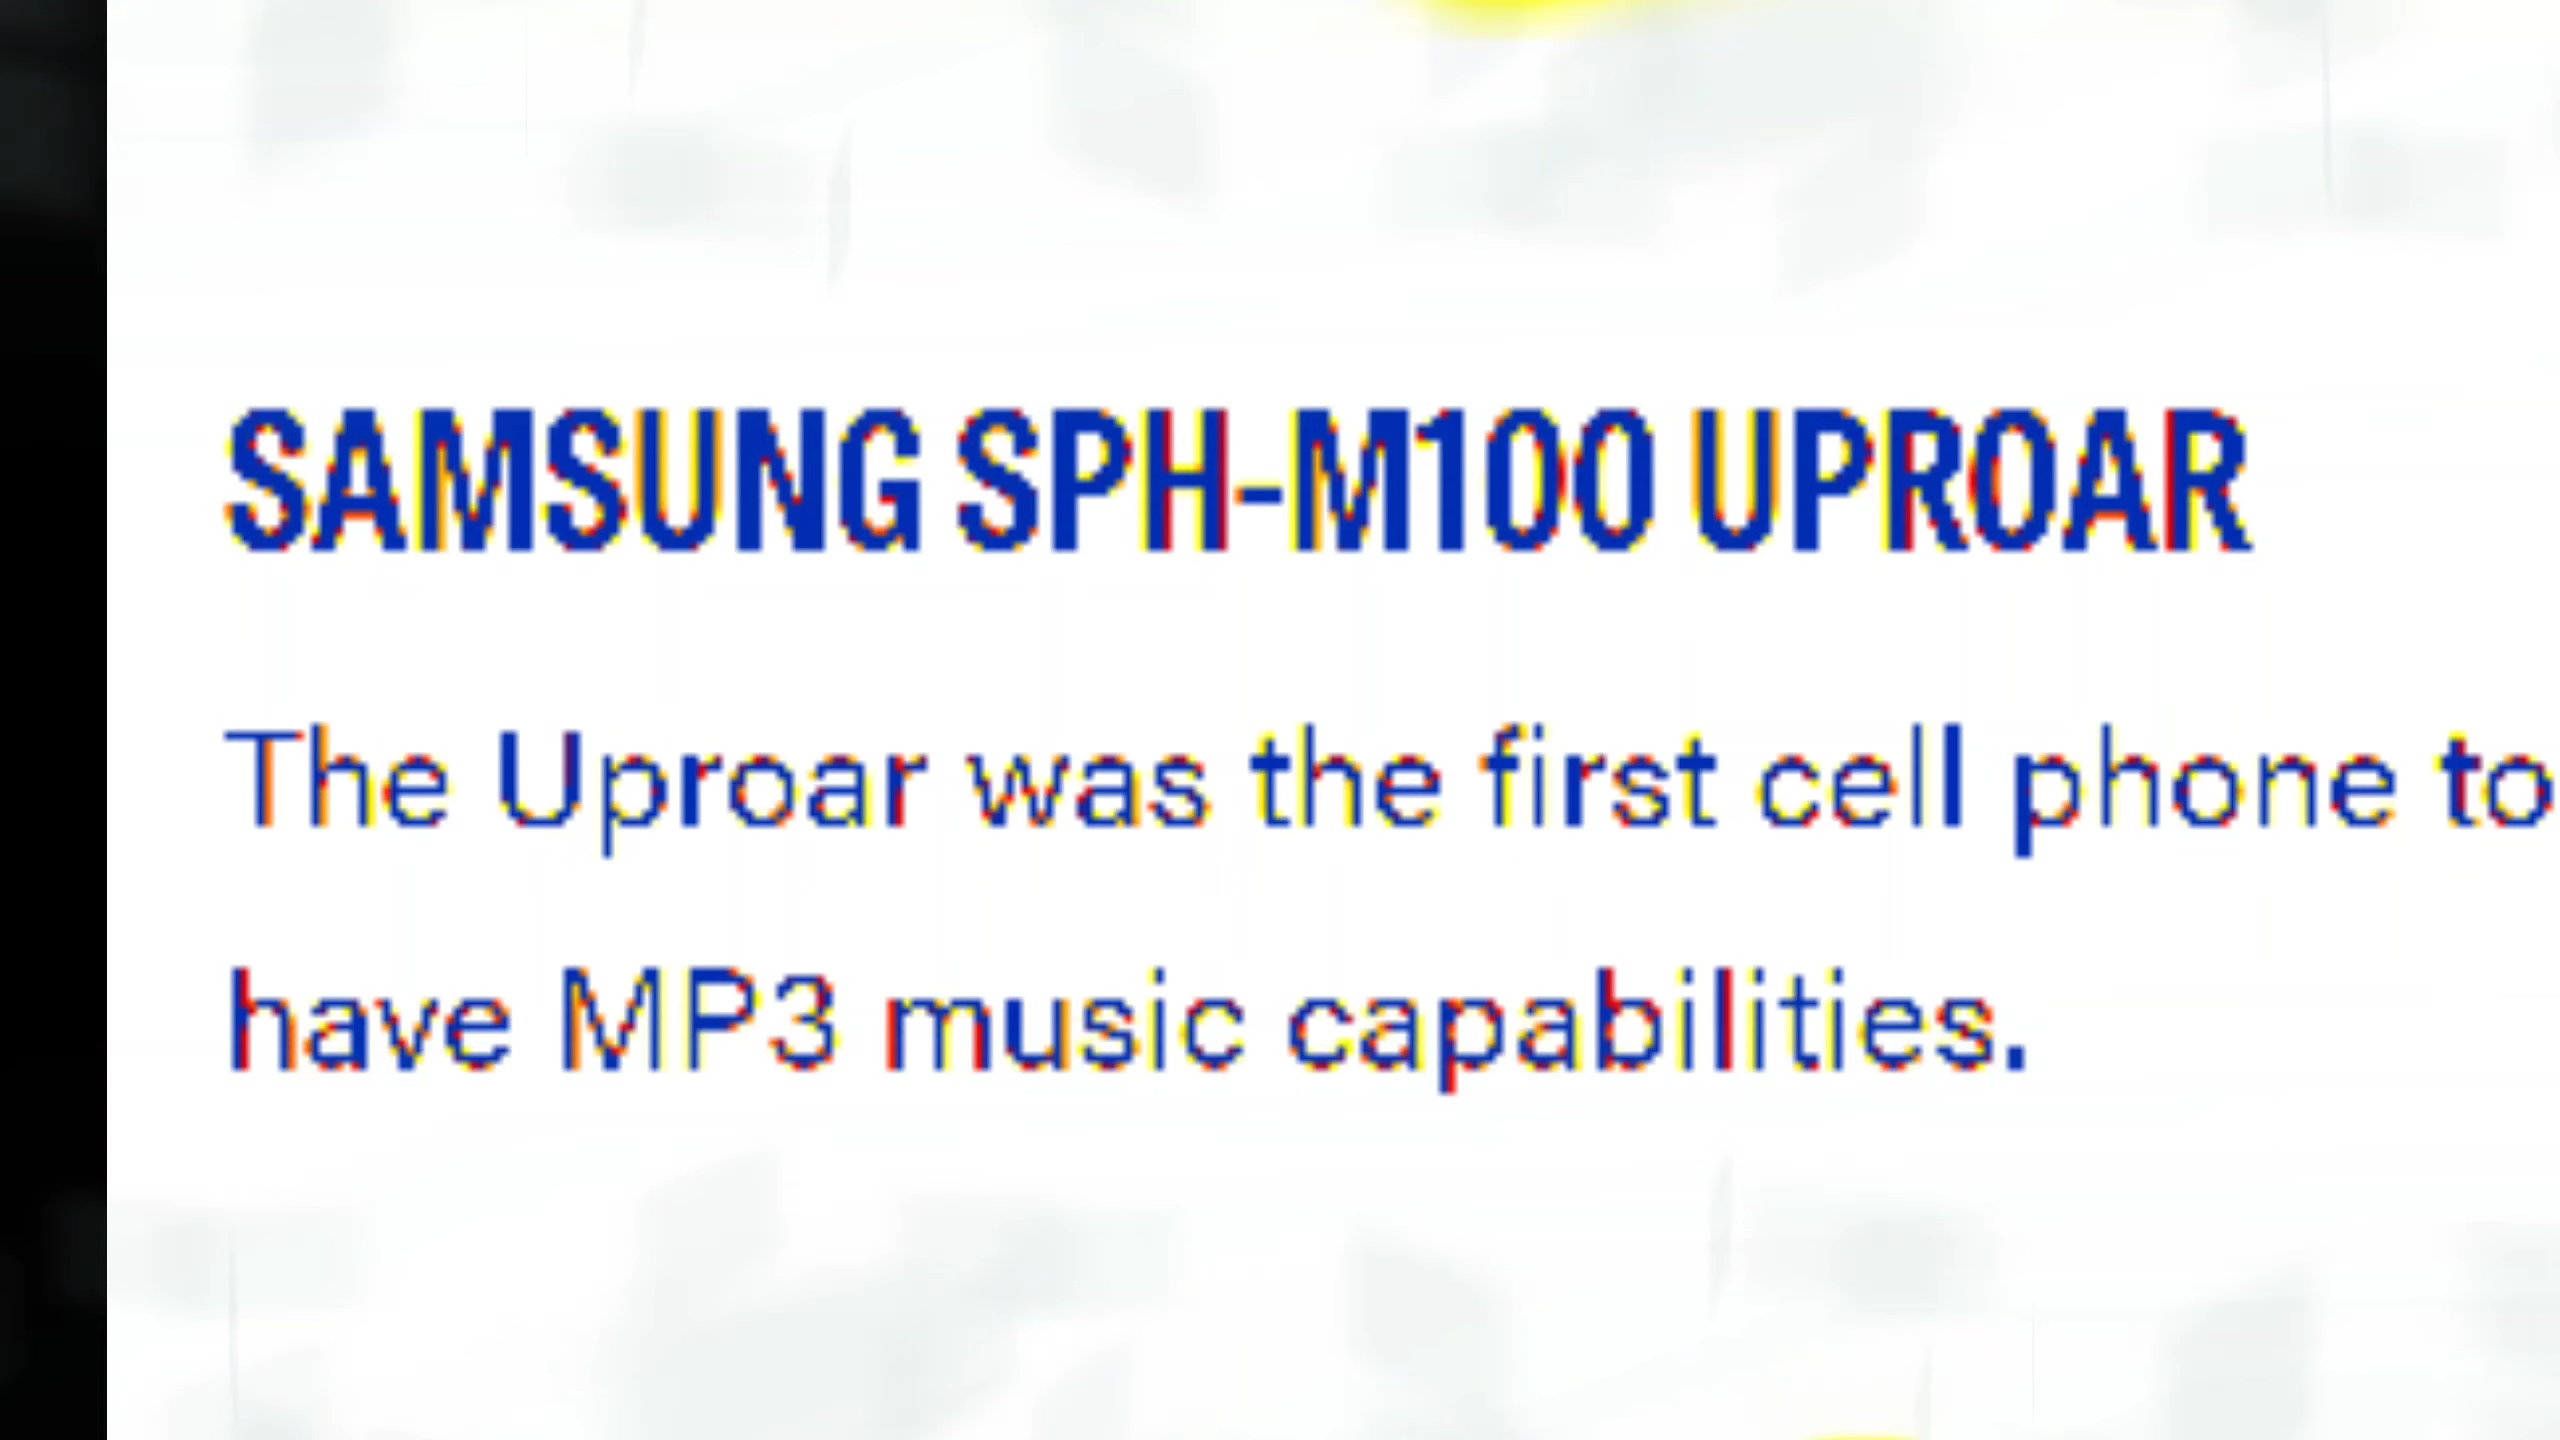 SAMSUNG SPH-M100 UPROAR
The Uproar was the first cell phone to
have MP3 music capabilities.